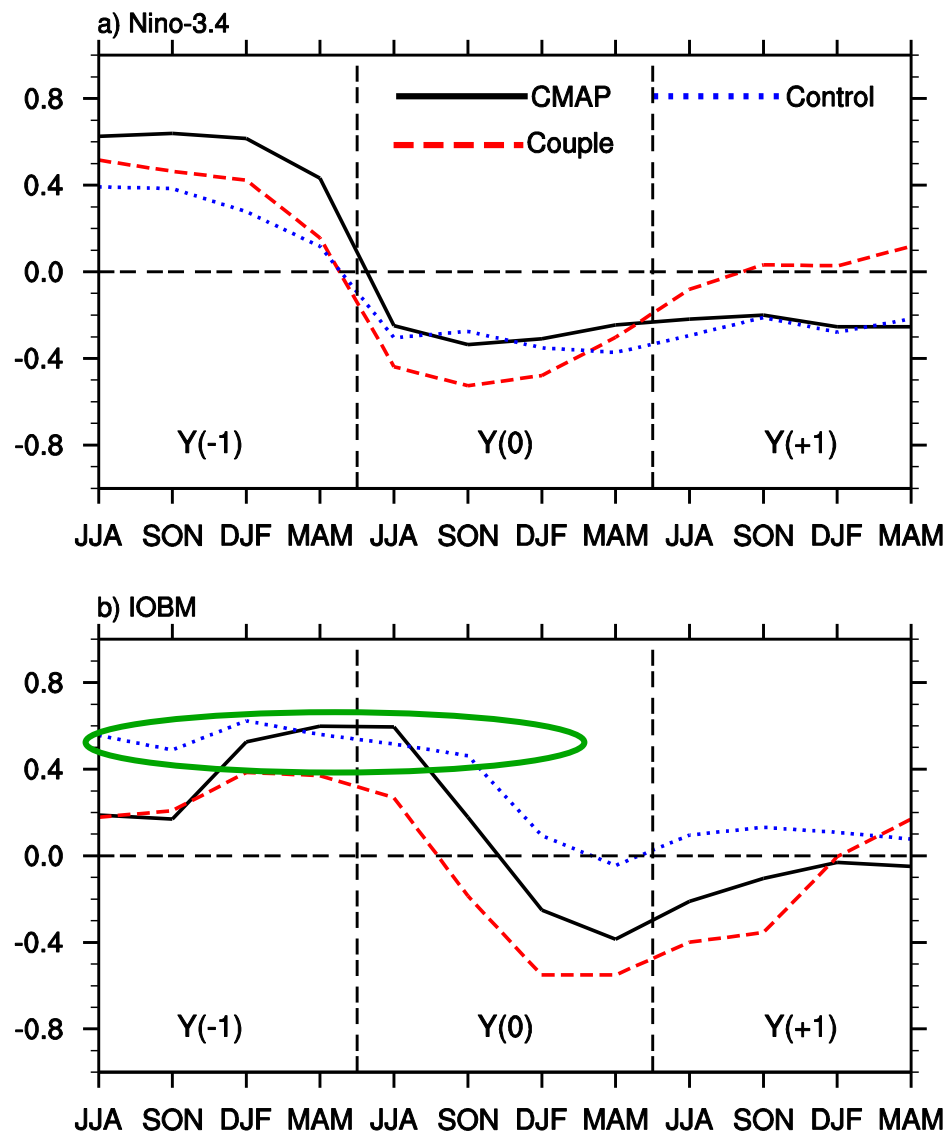 a) Nino-3.4
CMAP Control
Couple
0.8
0.4
0.0
-0.4
-0.8
Y(-1) Y(0) Y(+1)
JJA SON DJF MAM JJA SON DJF MAM JJA SON DJF MAM
b) IOBM
0.8
0.4
0.0
-0.4
-0.8
Y(-1) Y(0) Y(+1)
JJA SON DJF MAM JJA SON DJF MAM JJA SON DJF MAM